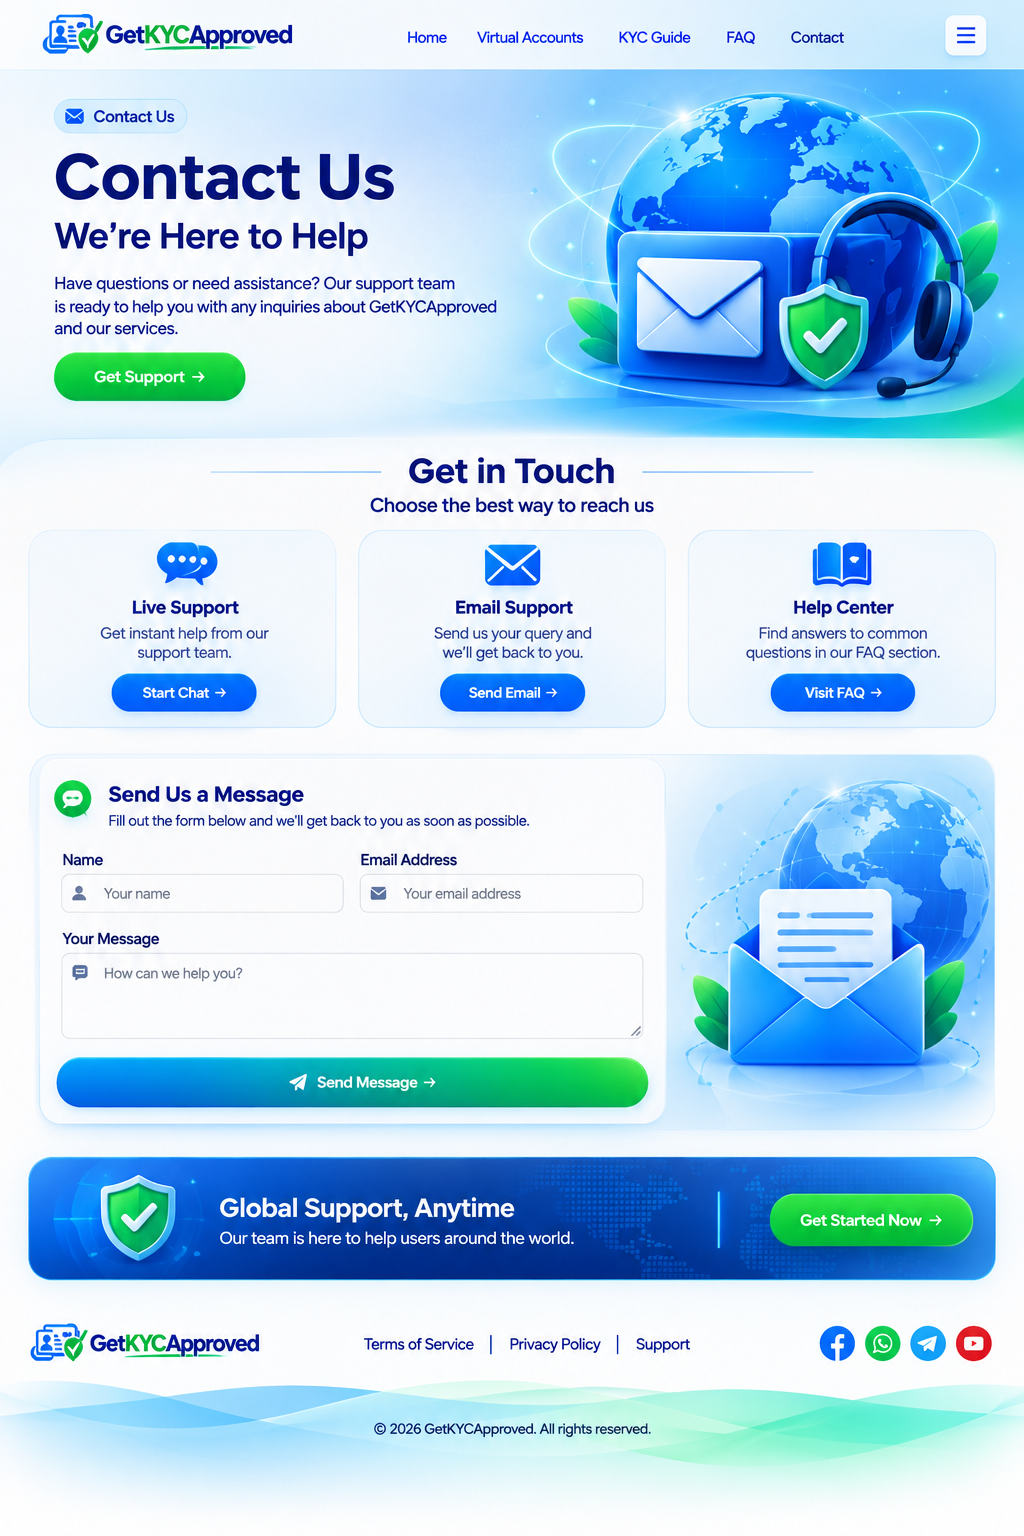 GetKYCApproved
Home
Virtual Accounts
KYC Guide
FAQ
Contact
Contact Us
Contact Us
We're Here to Help
Have questions or need assistance? Our support team
is ready to help you with any inquiries about GetKYCApproved
and our services.
Get Support →
Get in Touch
Choose the best way to reach us
Live Support
Get instant help from our
support team.
Start Chat →
Email Support
Send us your query and
we'll get back to you.
Send Email →
Help Center
Find answers to common
questions in our FAQ section.
Visit FAQ →
Send Us a Message
Fill out the form below and we'll get back to you as soon as possible.
Name
Email Address
Your name
Your email address
Your Message
How can we help you?
Send Message →
Global Support, Anytime
Our team is here to help users around the world.
Get Started Now →
GetKYCApproved
Terms of Service | Privacy Policy | Support
© 2026 GetKYCApproved. All rights reserved.